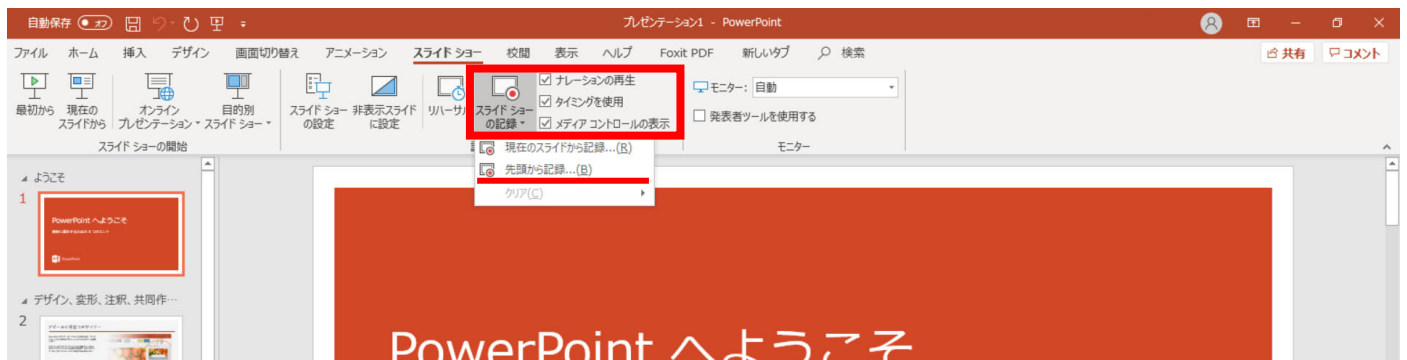 自動保存 オフ プレゼンテーション1 - PowerPoint
ファイル ホーム 挿入 デザイン 画面切り替え アニメーション スライド ショー 校閲 表示 ヘルプ Foxit PDF 新しいタブ 検索 共有 コメント
最初から
現在の
スライドから
オンライン
プレゼンテーション
目的別
スライド ショー
スライド ショー
の設定
非表示スライド
に設定
リハーサル
スライド ショー
の記録
ナレーションの再生
タイミングを使用
メディア コントロールの表示
モニター: 自動
発表者ツールを使用する
スライド ショーの開始
モニター
現在のスライドから記録...(R)
先頭から記録...(B)
クリア(C)
ようこそ
1
PowerPoint へようこそ
PowerPoint
デザイン、変形、注釈、共同作…
2
PowerPoint へようこそ